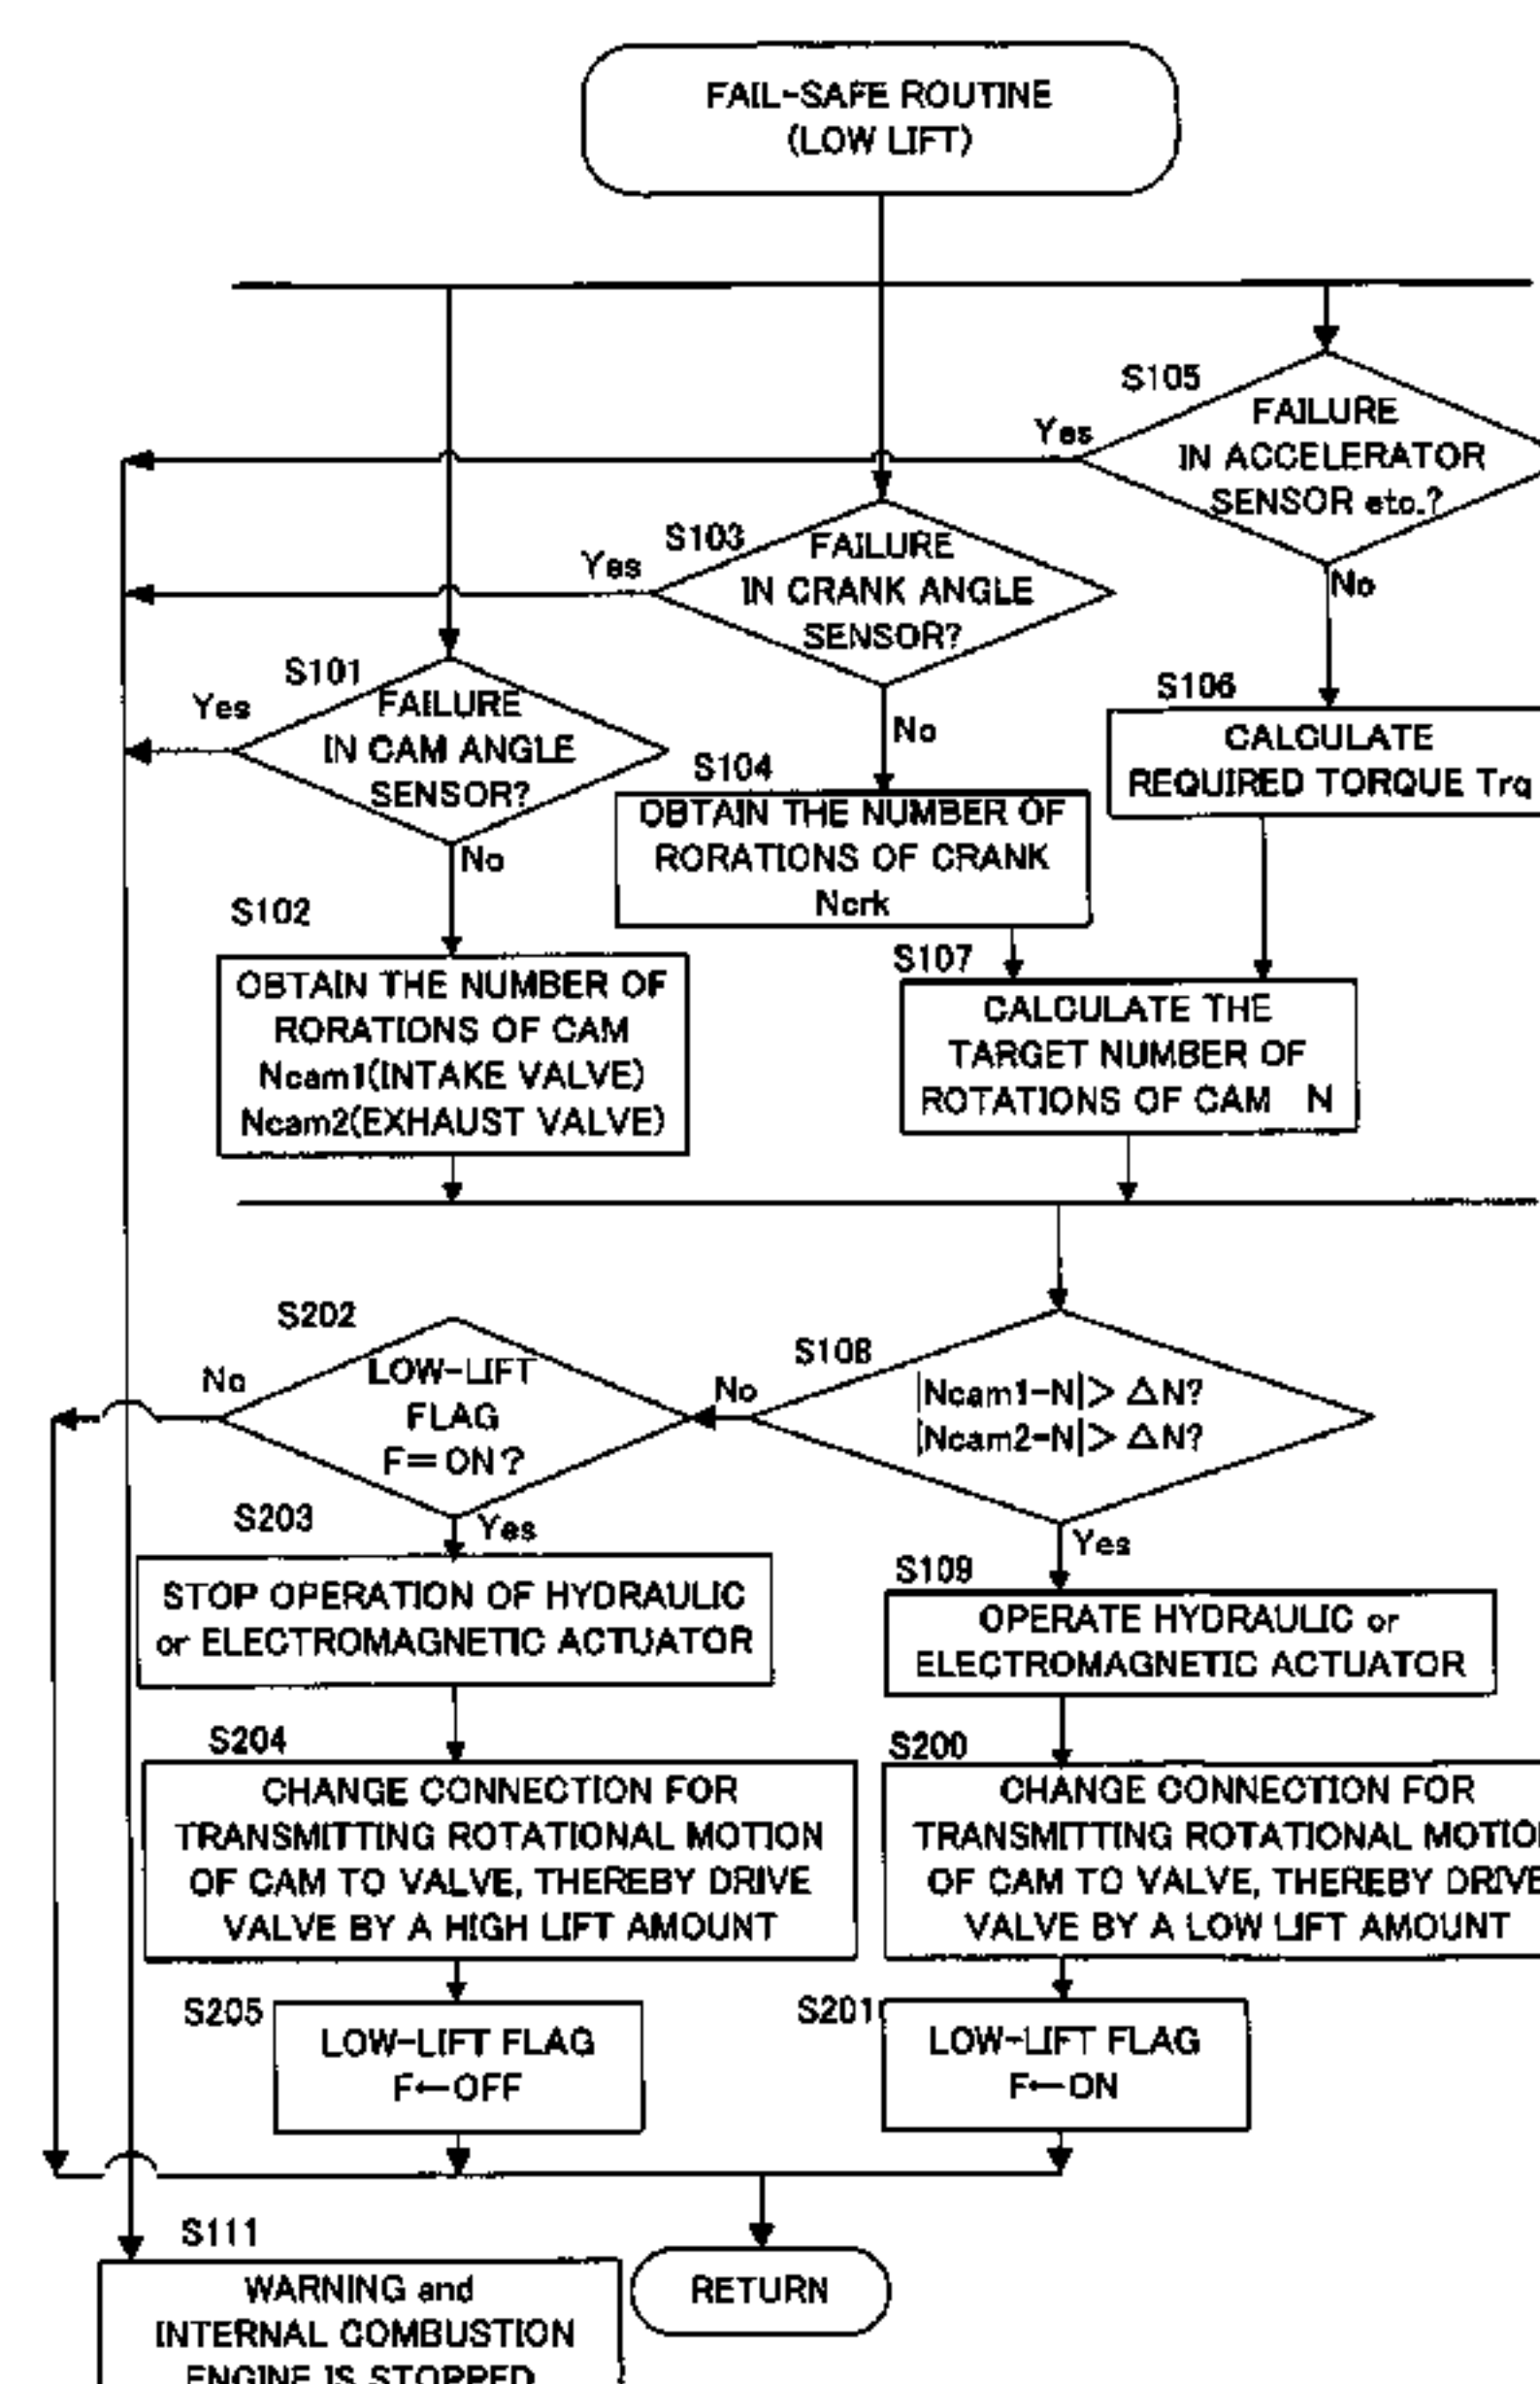 FAIL-SAFE ROUTINE
(LOW LIFT)
S105
FAILURE
IN ACCELERATOR
SENSOR etc.?
Yes
No
S103
FAILURE
IN CRANK ANGLE
SENSOR?
Yes
No
S101
FAILURE
IN CAM ANGLE
SENSOR?
Yes
No
S106
CALCULATE
REQUIRED TORQUE Trq
S104
OBTAIN THE NUMBER OF
RORATIONS OF CRANK
Ncrk
S102
OBTAIN THE NUMBER OF
RORATIONS OF CAM
Ncam1(INTAKE VALVE)
Ncam2(EXHAUST VALVE)
S107
CALCULATE THE
TARGET NUMBER OF
ROTATIONS OF CAM N
S108
|Ncam1-N|> ΔN?
|Ncam2-N|> ΔN?
No
Yes
S202
LOW-LIFT
FLAG
F=ON?
No
Yes
S203
STOP OPERATION OF HYDRAULIC
or ELECTROMAGNETIC ACTUATOR
S109
OPERATE HYDRAULIC or
ELECTROMAGNETIC ACTUATOR
S204
CHANGE CONNECTION FOR
TRANSMITTING ROTATIONAL MOTION
OF CAM TO VALVE, THEREBY DRIVE
VALVE BY A HIGH LIFT AMOUNT
S200
CHANGE CONNECTION FOR
TRANSMITTING ROTATIONAL MOTION
OF CAM TO VALVE, THEREBY DRIVE
VALVE BY A LOW LIFT AMOUNT
S205
LOW-LIFT FLAG
F←OFF
S201
LOW-LIFT FLAG
F←ON
S111
WARNING and
INTERNAL COMBUSTION
ENGINE IS STOPPED
RETURN